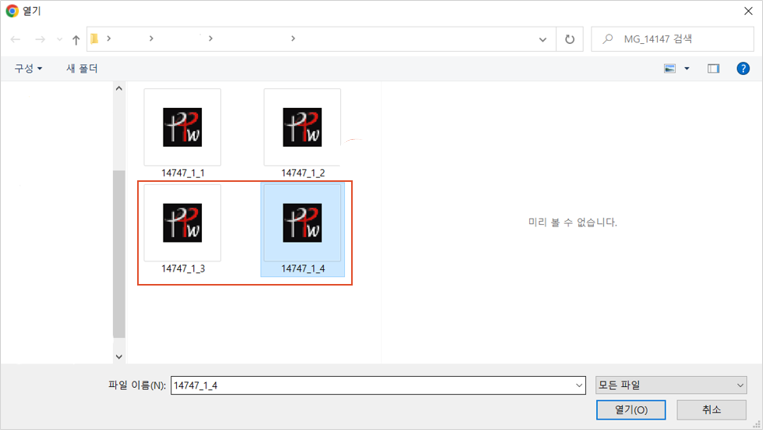 열기
MG_14147 검색
구성
새 폴더
14747_1_1
14747_1_2
14747_1_3
14747_1_4
미리 볼 수 없습니다.
파일 이름(N):
14747_1_4
모든 파일
열기(O)
취소